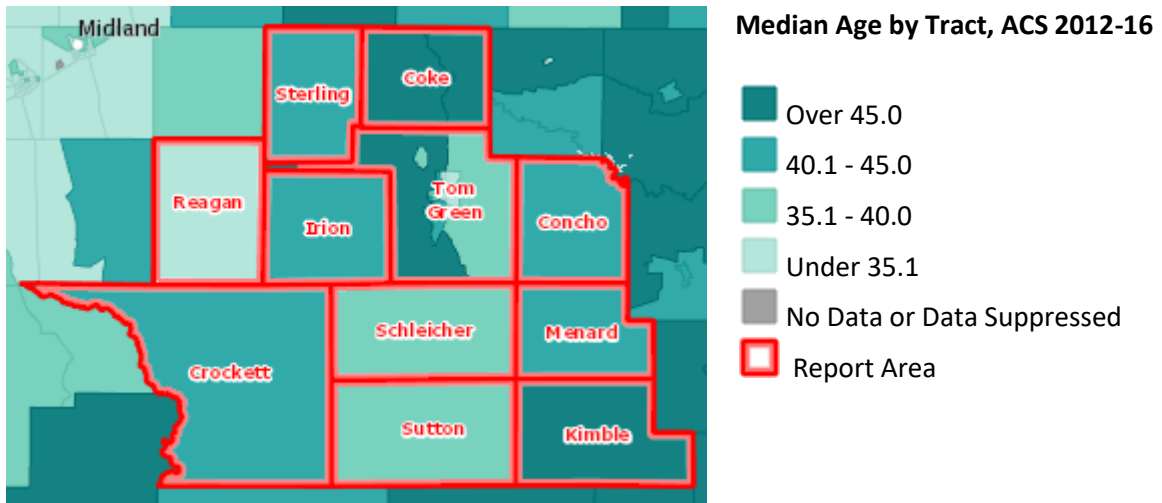 Midland
Median Age by Tract, ACS 2012-16
Coke
Sterling
Over 45.0
40.1 - 45.0
Reagan
Tom
Green
Irion
Concho
35.1 - 40.0
Under 35.1
No Data or Data Suppressed
Schleicher
Menard
Report Area
Crockett
Sutton
Kimble